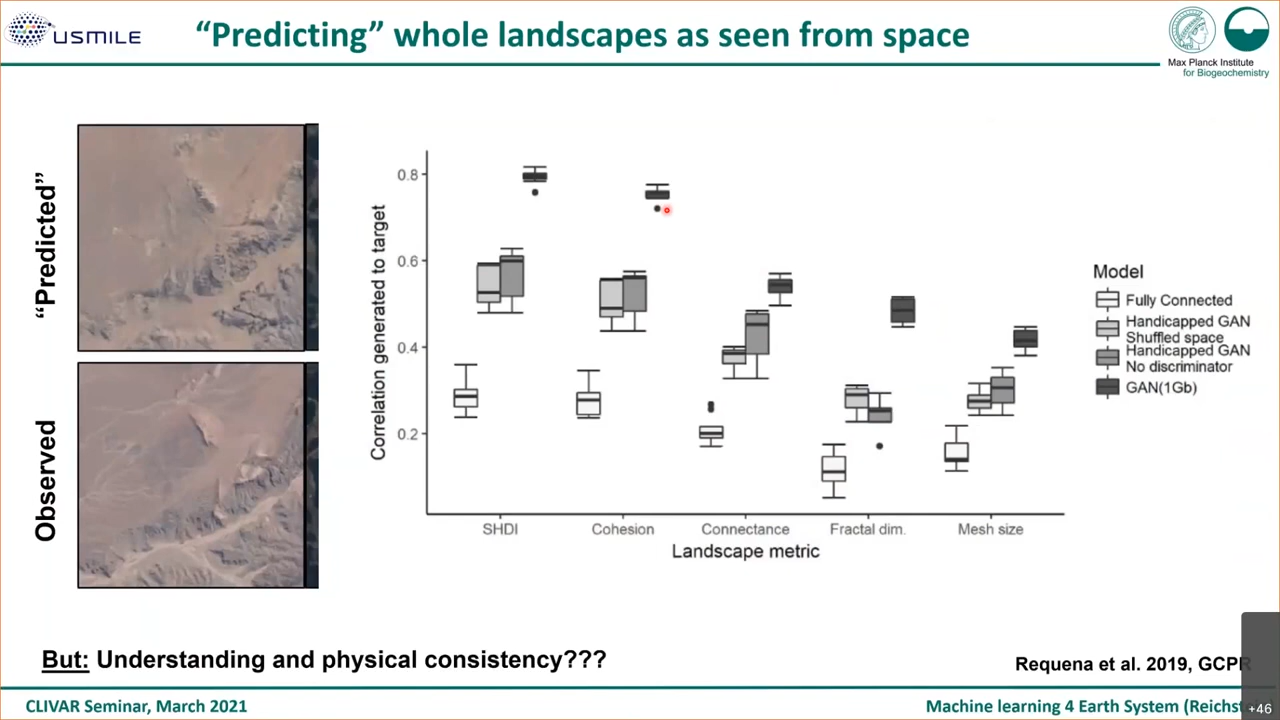 USMILE
“Predicting” whole landscapes as seen from space
Max Planck Institute
for Biogeochemistry
“Predicted”
Observed
Correlation generated to target
0.8
0.6
0.4
0.2
SHDI
Cohesion
Connectance
Fractal dim.
Mesh size
Landscape metric
Model
Fully Connected
Handicapped GAN
Shuffled space
Handicapped GAN
No discriminator
GAN(1Gb)
But: Understanding and physical consistency???
Requena et al. 2019, GCPR
CLIVAR Seminar, March 2021
Machine learning 4 Earth System (Reichst
+46